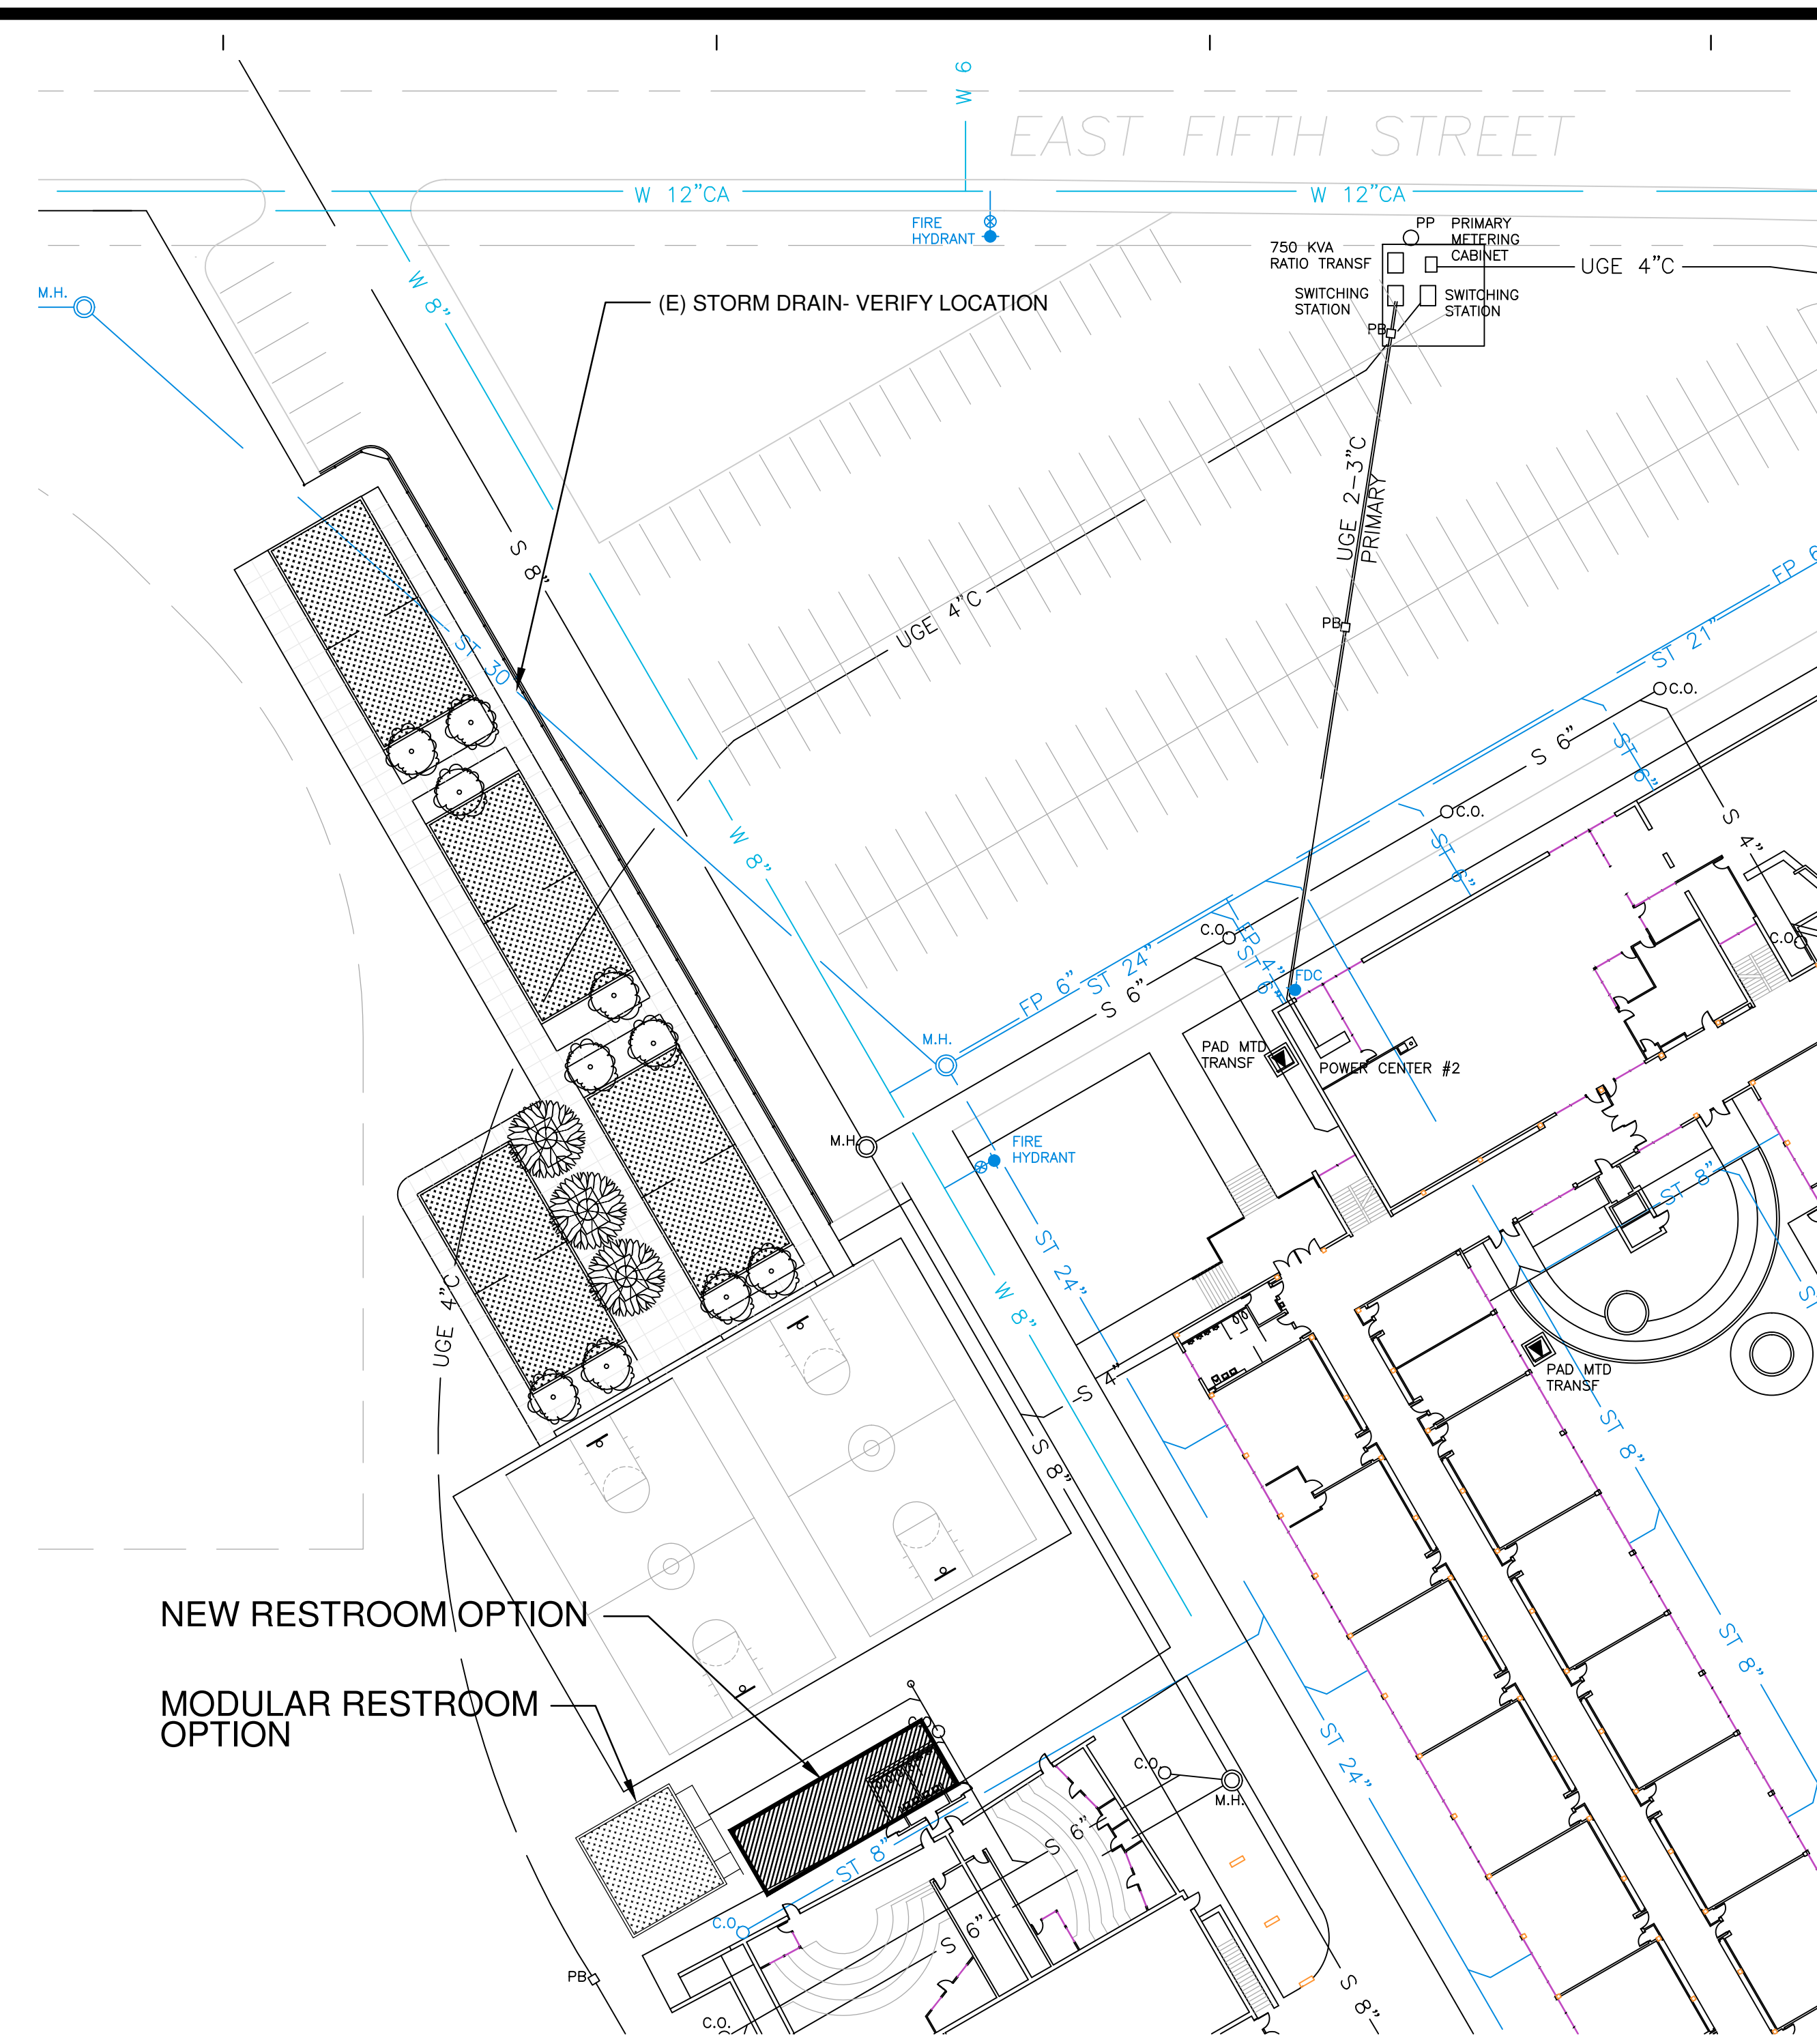 W 6
EAST FIFTH STREET
W 12"CA
W 12"CA
FIRE
HYDRANT
PP
PRIMARY
METERING
CABINET
750 KVA
RATIO TRANSF
UGE 4"C
SWITCHING
STATION
SWITCHING
STATION
PB
M.H.
W 8"
(E) STORM DRAIN- VERIFY LOCATION
S 8"
UGE 2-3"C
PRIMARY
UGE 4"C
PB
FP 6
ST 21"
ST 30
C.O.
S 6"
ST 6"
C.O.
S 4"
ST 6"
W 8"
C.O.
C.O.
FP 4"
ST 6"
FDC
FP 6"
ST 24"
S 6"
M.H.
PAD MTD
TRANSF
POWER CENTER #2
M.H.
FIRE
HYDRANT
ST 8"
ST 24"
W 8"
UGE 4"C
S 4"
PAD MTD
TRANSF
ST
ST 8"
S 8"
NEW RESTROOM OPTION
ST 8"
MODULAR RESTROOM
OPTION
C.O.
ST 24"
C.O.
M.H.
S 6"
ST 8"
C.O.
S 6"
PB
S 8"
C.O.